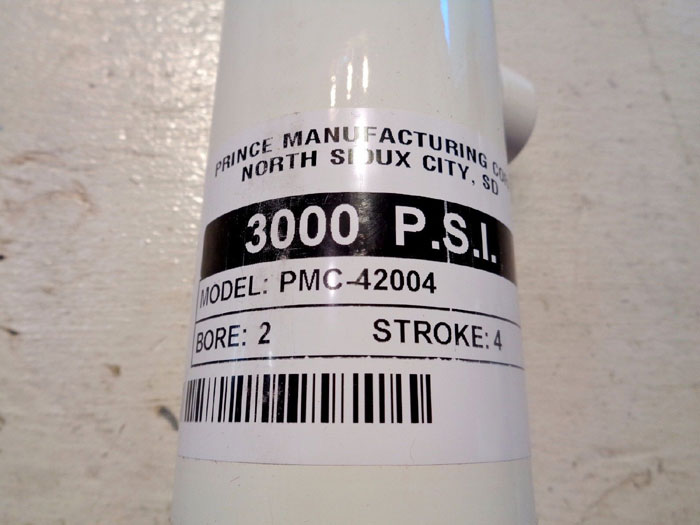 PRINCE MANUFACTURING
NORTH SIOUX CITY, SD
3000 P.S.I.
MODEL: PMC-42004
BORE: 2 STROKE: 4